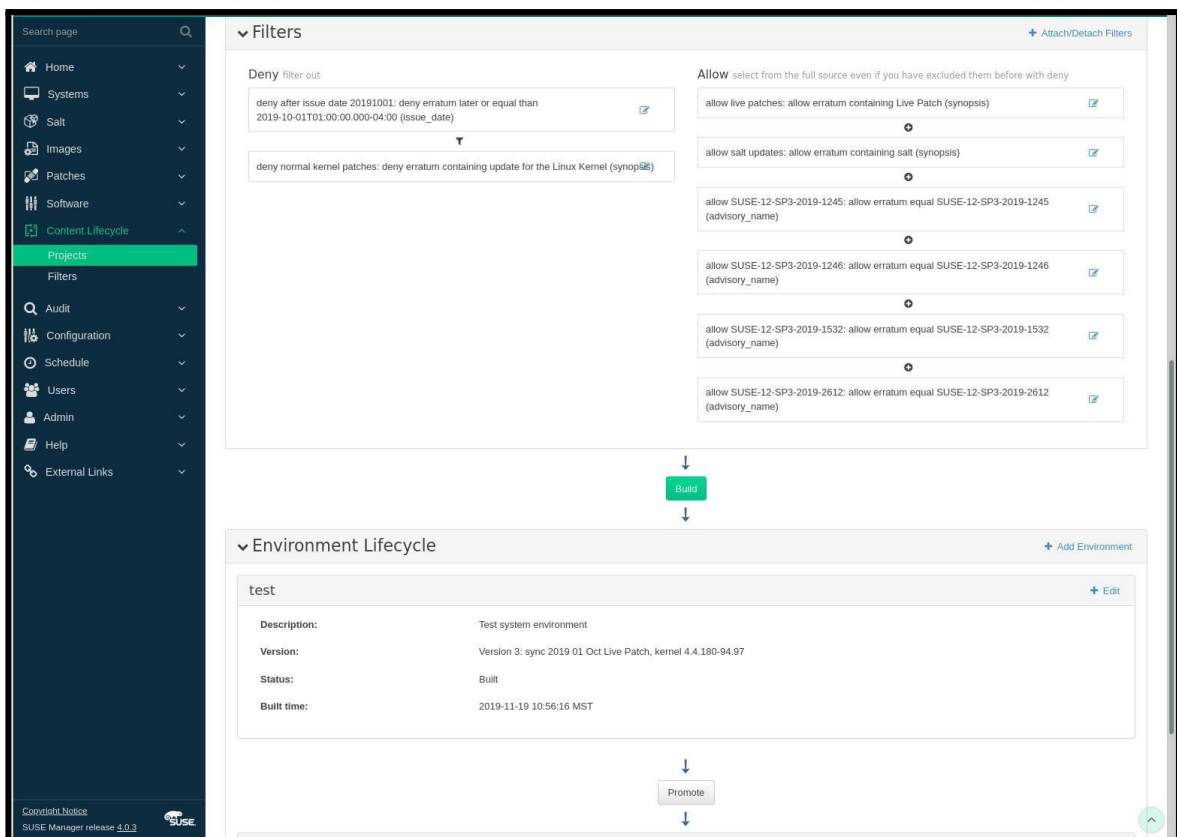 Search page
Home
Systems
Salt
Images
Patches
Software
Content Lifecycle
Projects
Filters
Audit
Configuration
Schedule
Users
Admin
Help
External Links
Copyright Notice
SUSE Manager release 4.0.3
SUSE
Filters
+ Attach/Detach Filters
Deny filter out
deny after issue date 20191001: deny erratum later or equal than
2019-10-01T01:00:00.000-04:00 (issue_date)
deny normal kernel patches: deny erratum containing update for the Linux Kernel (synopsis)
Allow select from the full source even if you have excluded them before with deny
allow live patches: allow erratum containing Live Patch (synopsis)
allow salt updates: allow erratum containing salt (synopsis)
allow SUSE-12-SP3-2019-1245: allow erratum equal SUSE-12-SP3-2019-1245
(advisory_name)
allow SUSE-12-SP3-2019-1246: allow erratum equal SUSE-12-SP3-2019-1246
(advisory_name)
allow SUSE-12-SP3-2019-1532: allow erratum equal SUSE-12-SP3-2019-1532
(advisory_name)
allow SUSE-12-SP3-2019-2612: allow erratum equal SUSE-12-SP3-2019-2612
(advisory_name)
Build
Environment Lifecycle
+ Add Environment
test
+ Edit
Description: Test system environment
Version: Version 3: sync 2019 01 Oct Live Patch, kernel 4.4.180-94.97
Status: Built
Built time: 2019-11-19 10:56:16 MST
Promote